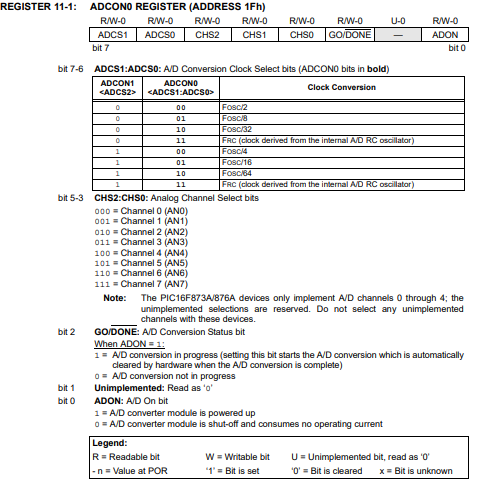 REGISTER 11-1: ADCON0 REGISTER (ADDRESS 1Fh)
R/W-0 R/W-0 R/W-0 R/W-0 R/W-0 R/W-0 U-0 R/W-0
ADCS1 ADCS0 CHS2 CHS1 CHS0 GO/DONE — ADON
bit 7 bit 0
bit 7-6 ADCS1:ADCS0: A/D Conversion Clock Select bits (ADCON0 bits in bold)
ADCON1 <ADCS2> ADCON0 <ADCS1:ADCS0> Clock Conversion
0 00 FOSC/2
0 01 FOSC/8
0 10 FOSC/32
0 11 FRC (clock derived from the internal A/D RC oscillator)
1 00 FOSC/4
1 01 FOSC/16
1 10 FOSC/64
1 11 FRC (clock derived from the internal A/D RC oscillator)
bit 5-3 CHS2:CHS0: Analog Channel Select bits
000 = Channel 0 (AN0)
001 = Channel 1 (AN1)
010 = Channel 2 (AN2)
011 = Channel 3 (AN3)
100 = Channel 4 (AN4)
101 = Channel 5 (AN5)
110 = Channel 6 (AN6)
111 = Channel 7 (AN7)
Note: The PIC16F873A/876A devices only implement A/D channels 0 through 4; the
unimplemented selections are reserved. Do not select any unimplemented
channels with these devices.
bit 2 GO/DONE: A/D Conversion Status bit
When ADON = 1:
1 = A/D conversion in progress (setting this bit starts the A/D conversion which is automatically
cleared by hardware when the A/D conversion is complete)
0 = A/D conversion not in progress
bit 1 Unimplemented: Read as '0'
bit 0 ADON: A/D On bit
1 = A/D converter module is powered up
0 = A/D converter module is shut-off and consumes no operating current
Legend:
R = Readable bit W = Writable bit U = Unimplemented bit, read as '0'
- n = Value at POR '1' = Bit is set '0' = Bit is cleared x = Bit is unknown